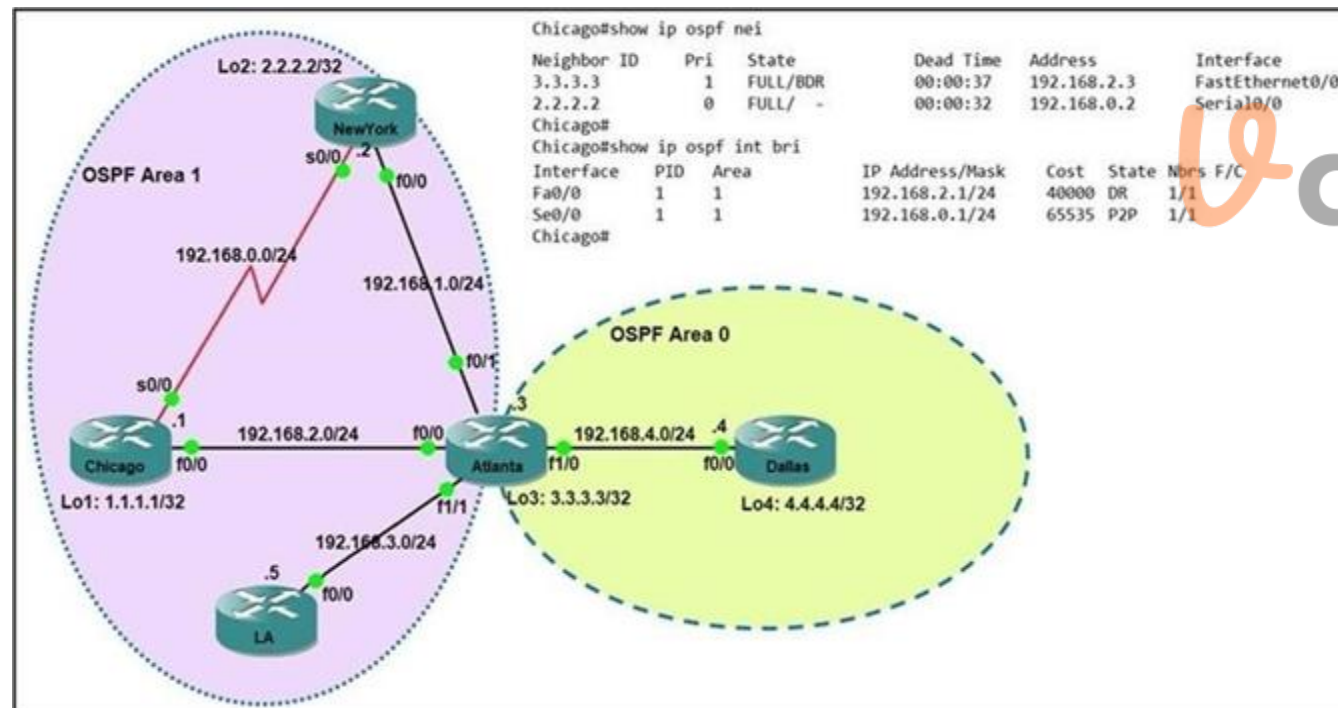 Chicago#show ip ospf nei
Neighbor ID Pri State Dead Time Address Interface
3.3.3.3 1 FULL/BDR 00:00:37 192.168.2.3 FastEthernet0/0
2.2.2.2 0 FULL/ - 00:00:32 192.168.0.2 Serial0/0
Chicago#
Chicago#show ip ospf int bri
Interface PID Area IP Address/Mask Cost State Nbrs F/C
Fa0/0 1 1 192.168.2.1/24 40000 DR 1/1
Se0/0 1 1 192.168.0.1/24 65535 P2P 1/1
Chicago#
Lo2: 2.2.2.2/32
NewYork
s0/0 .2
f0/0
OSPF Area 1
192.168.0.0/24
192.168.1.0/24
OSPF Area 0
f0/1
s0/0
.1
.3
192.168.2.0/24
f0/0
192.168.4.0/24
.4
Chicago
f0/0
Atlanta
f1/0
f0/0
Dallas
Lo1: 1.1.1.1/32
f1/1
Lo3: 3.3.3.3/32
Lo4: 4.4.4.4/32
192.168.3.0/24
.5
f0/0
LA